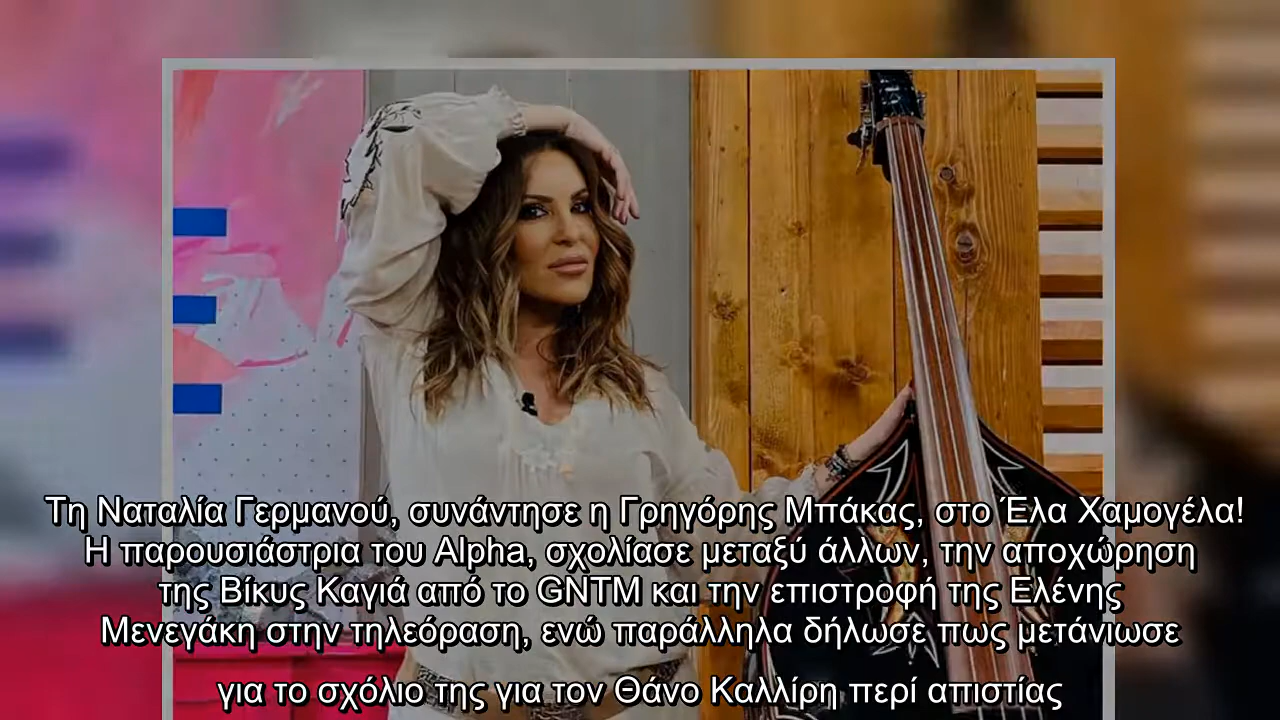 Τη Ναταλία Γερμανού, συνάντησε η Γρηγόρης Μπάκας, στο Έλα Χαμογέλα!
Η παρουσιάστρια του Alpha, σχολίασε μεταξύ άλλων, την αποχώρηση
της Βίκυς Καγιά από το GNTM και την επιστροφή της Ελένης
Μενεγάκη στην τηλεόραση, ενώ παράλληλα δήλωσε πως μετάνιωσε
για το σχόλιο της για τον Θάνο Καλλίρη περί απιστίας